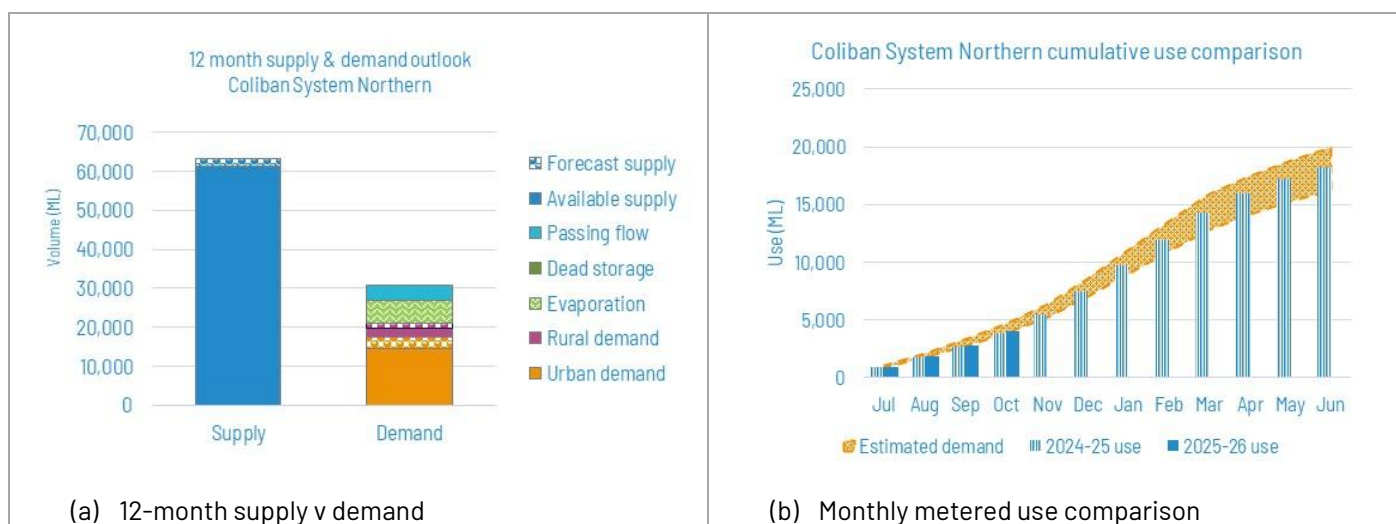 12 month supply & demand outlook
Coliban System Northern
70,000
60,000
50,000
40,000
30,000
20,000
10,000
0
Volume (ML)
Supply
Demand
Forecast supply
Available supply
Passing flow
Dead storage
Evaporation
Rural demand
Urban demand
(a) 12-month supply v demand
Coliban System Northern cumulative use comparison
25,000
20,000
15,000
10,000
5,000
0
Use (ML)
Jul Aug Sep Oct Nov Dec Jan Feb Mar Apr May Jun
Estimated demand 2024-25 use 2025-26 use
(b) Monthly metered use comparison